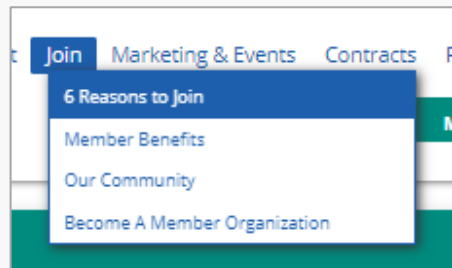 Join Marketing & Events Contracts
6 Reasons to Join
Member Benefits
Our Community
Become A Member Organization